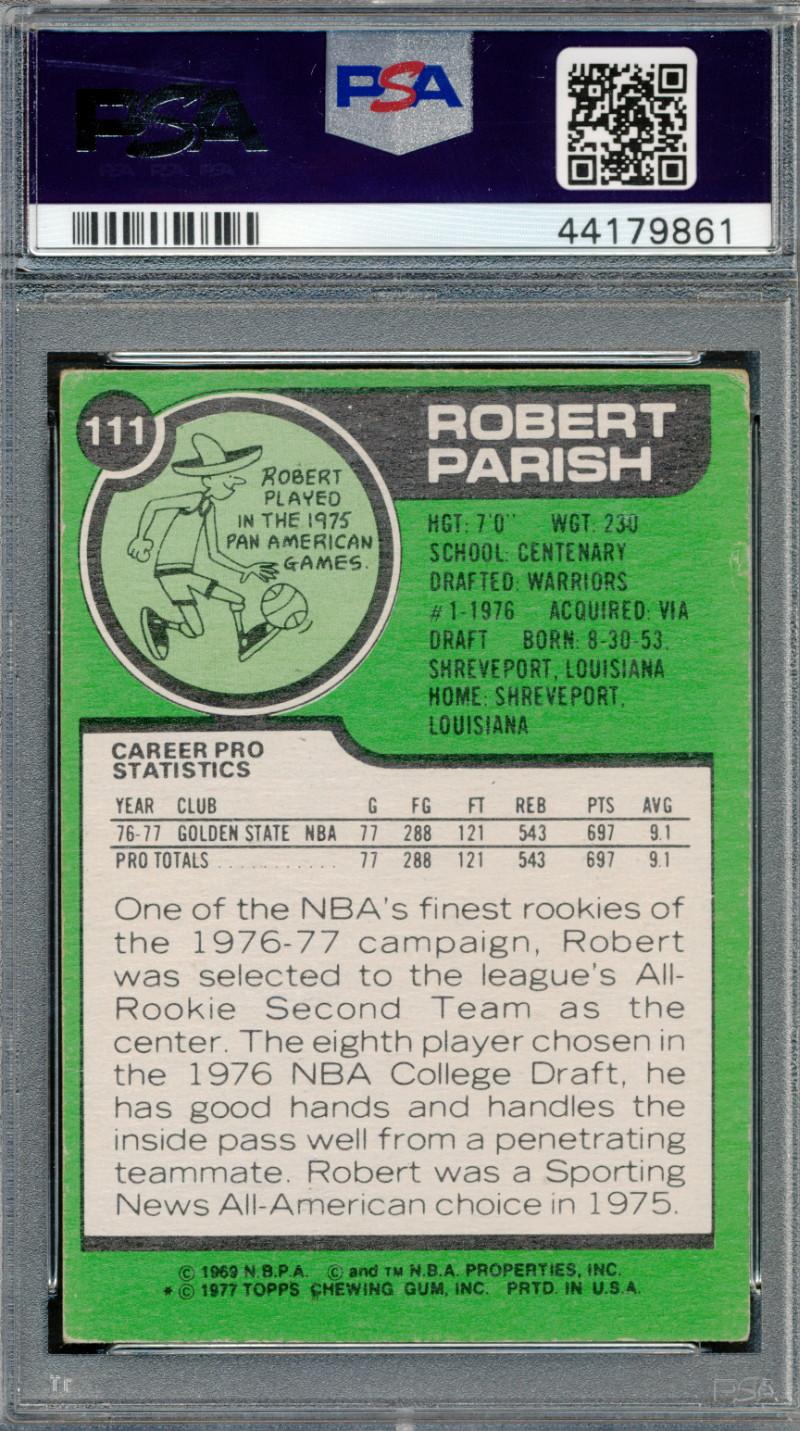 PSA
PSA
PSA PSA PSA
44179861
111
ROBERT
PARISH
ROBERT
PLAYED
IN THE 1975
PAN AMERICAN
GAMES.
HGT: 7'0'' WGT: 230
SCHOOL: CENTENARY
DRAFTED: WARRIORS
#1-1976 ACQUIRED: VIA
DRAFT BORN: 8-30-53,
SHREVEPORT, LOUISIANA
HOME: SHREVEPORT,
LOUISIANA
CAREER PRO
STATISTICS
YEAR CLUB G FG FT REB PTS AVG
76-77 GOLDEN STATE NBA 77 288 121 543 697 9.1
PRO TOTALS ............ 77 288 121 543 697 9.1
One of the NBA's finest rookies of
the 1976-77 campaign, Robert
was selected to the league's All-
Rookie Second Team as the
center. The eighth player chosen in
the 1976 NBA College Draft, he
has good hands and handles the
inside pass well from a penetrating
teammate. Robert was a Sporting
News All-American choice in 1975.
© 1969 N.B.P.A. © and TM N.B.A. PROPERTIES, INC.
* © 1977 TOPPS CHEWING GUM, INC. PRTD. IN U.S.A.
PSA